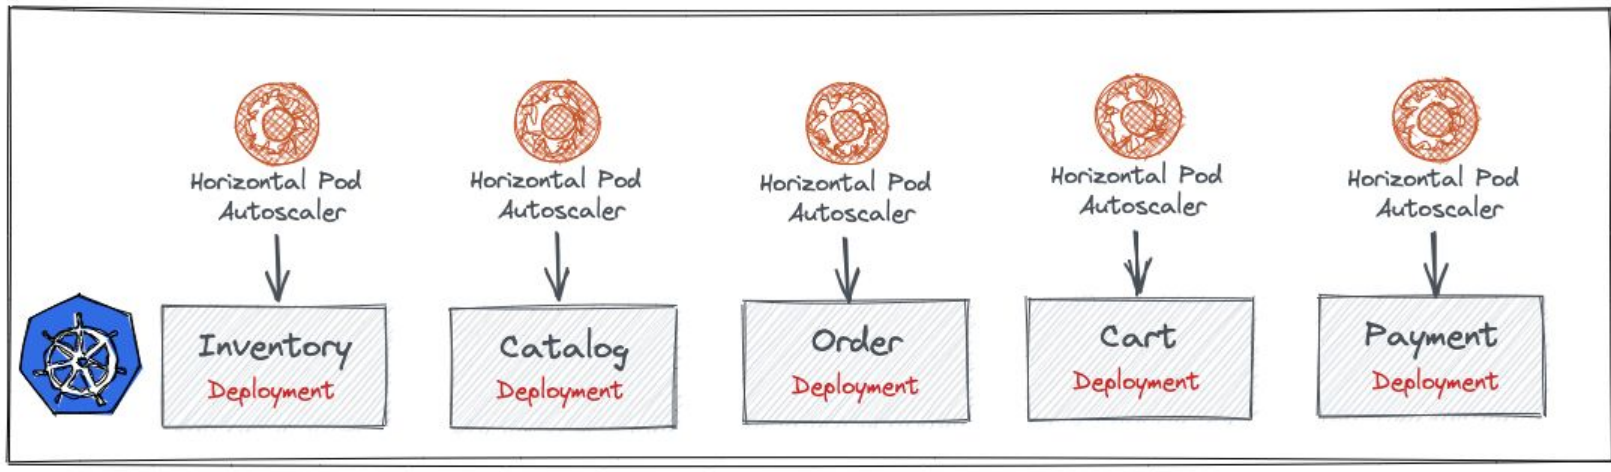 Horizontal Pod
Autoscaler
Horizontal Pod
Autoscaler
Horizontal Pod
Autoscaler
Horizontal Pod
Autoscaler
Horizontal Pod
Autoscaler
Inventory
Deployment
Catalog
Deployment
Order
Deployment
Cart
Deployment
Payment
Deployment